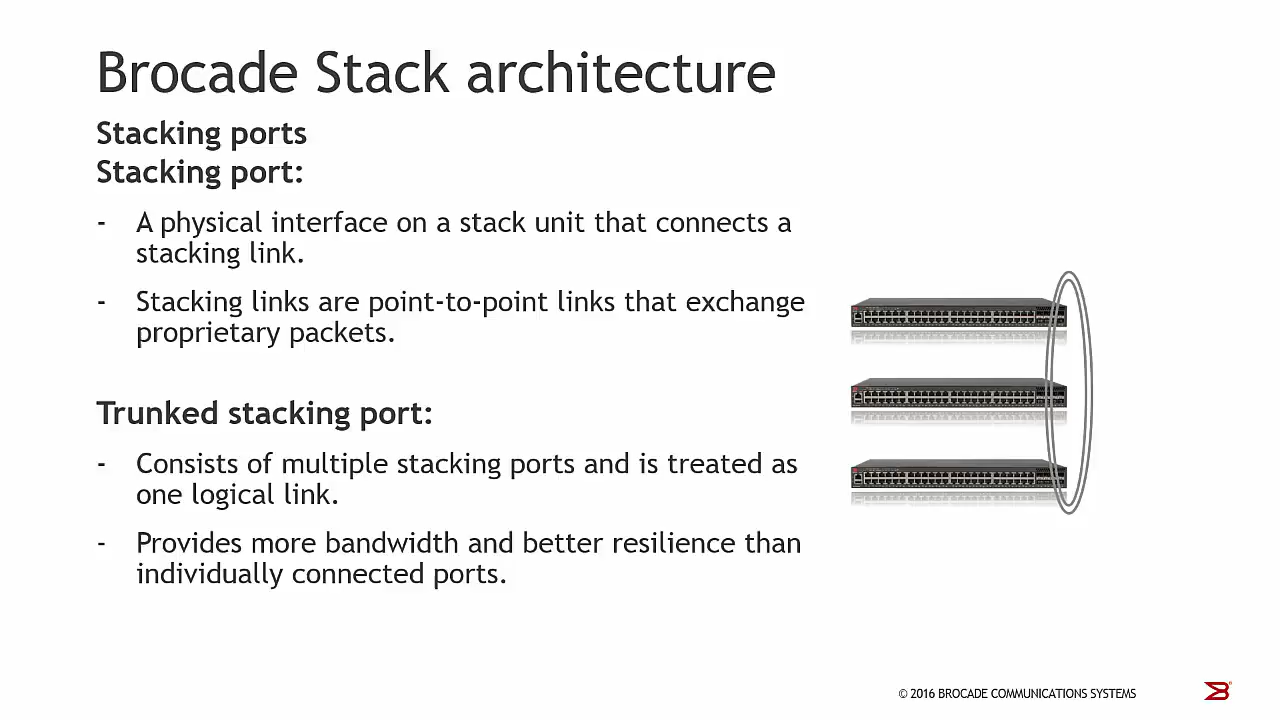 Brocade Stack architecture
Stacking ports
Stacking port:
- A physical interface on a stack unit that connects a
stacking link.
- Stacking links are point-to-point links that exchange
proprietary packets.
Trunked stacking port:
- Consists of multiple stacking ports and is treated as
one logical link.
- Provides more bandwidth and better resilience than
individually connected ports.
© 2016 BROCADE COMMUNICATIONS SYSTEMS